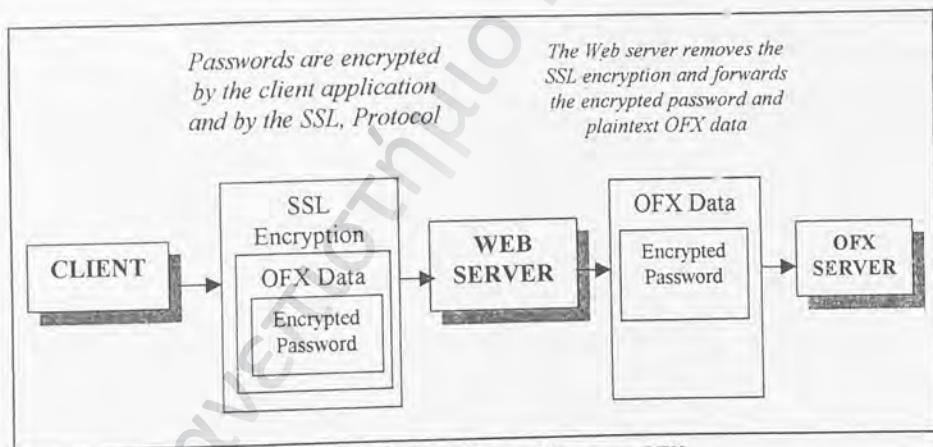 Passwords are encrypted
by the client application
and by the SSL, Protocol
The Web server removes the
SSL encryption and forwards
the encrypted password and
plaintext OFX data
CLIENT
SSL
Encryption
OFX Data
Encrypted
Password
WEB
SERVER
OFX Data
Encrypted
Password
OFX
SERVER